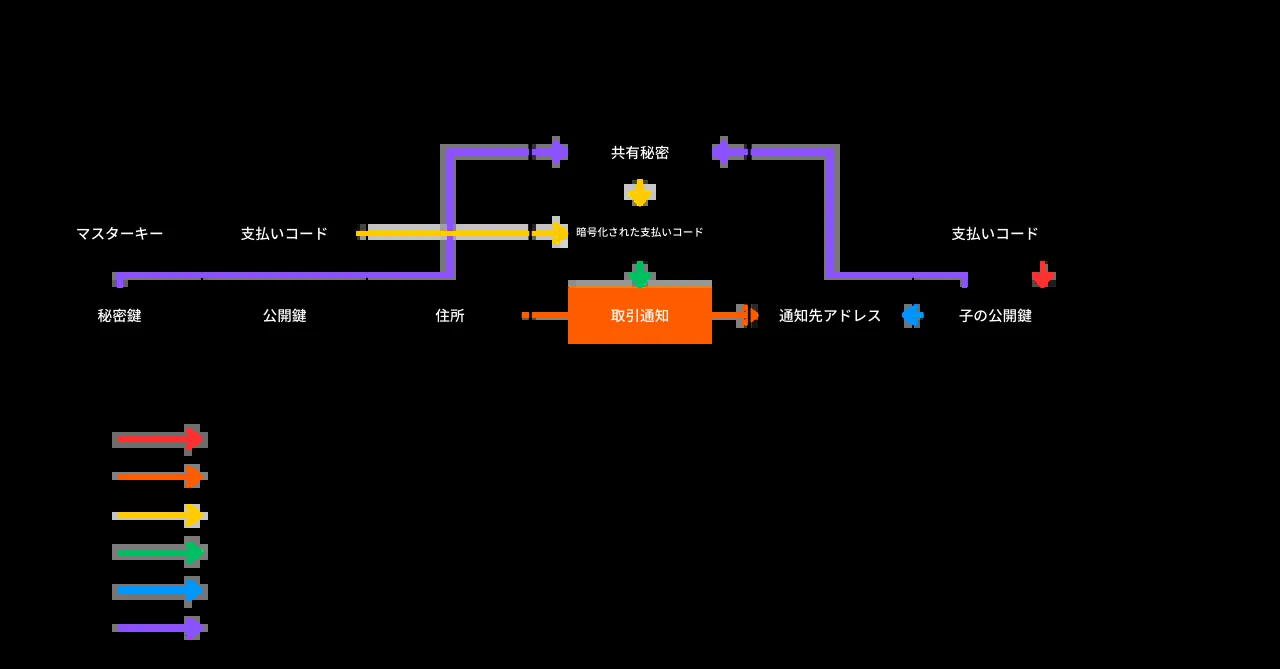 共有秘密
マスターキー
支払いコード
暗号化された支払いコード
支払いコード
秘密鍵
公開鍵
住所
取引通知
通知先アドレス
子の公開鍵